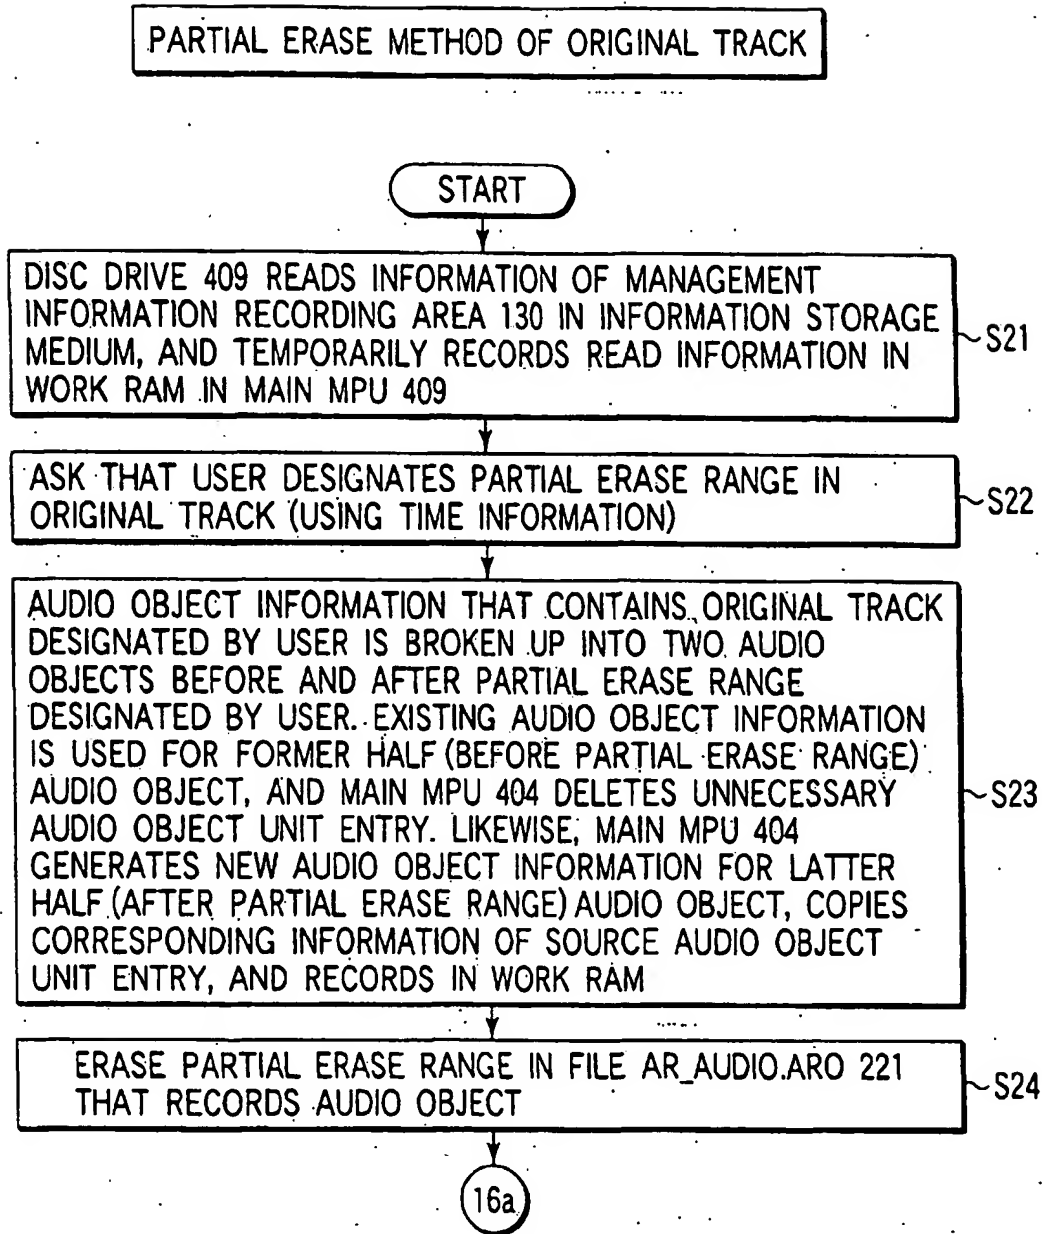 PARTIAL ERASE METHOD OF ORIGINAL TRACK
START
DISC DRIVE 409 READS INFORMATION OF MANAGEMENT
INFORMATION RECORDING AREA 130 IN INFORMATION STORAGE
MEDIUM, AND TEMPORARILY RECORDS READ INFORMATION IN
WORK RAM IN MAIN MPU 409
S21
ASK THAT USER DESIGNATES PARTIAL ERASE RANGE IN
ORIGINAL TRACK (USING TIME INFORMATION)
S22
AUDIO OBJECT INFORMATION THAT CONTAINS ORIGINAL TRACK
DESIGNATED BY USER IS BROKEN UP INTO TWO AUDIO
OBJECTS BEFORE AND AFTER PARTIAL ERASE RANGE
DESIGNATED BY USER. EXISTING AUDIO OBJECT INFORMATION
IS USED FOR FORMER HALF (BEFORE PARTIAL ERASE RANGE)
AUDIO OBJECT, AND MAIN MPU 404 DELETES UNNECESSARY
AUDIO OBJECT UNIT ENTRY. LIKEWISE, MAIN MPU 404
GENERATES NEW AUDIO OBJECT INFORMATION FOR LATTER
HALF (AFTER PARTIAL ERASE RANGE) AUDIO OBJECT, COPIES
CORRESPONDING INFORMATION OF SOURCE AUDIO OBJECT
UNIT ENTRY, AND RECORDS IN WORK RAM
S23
ERASE PARTIAL ERASE RANGE IN FILE AR_AUDIO.ARO 221
THAT RECORDS AUDIO OBJECT
S24
16a